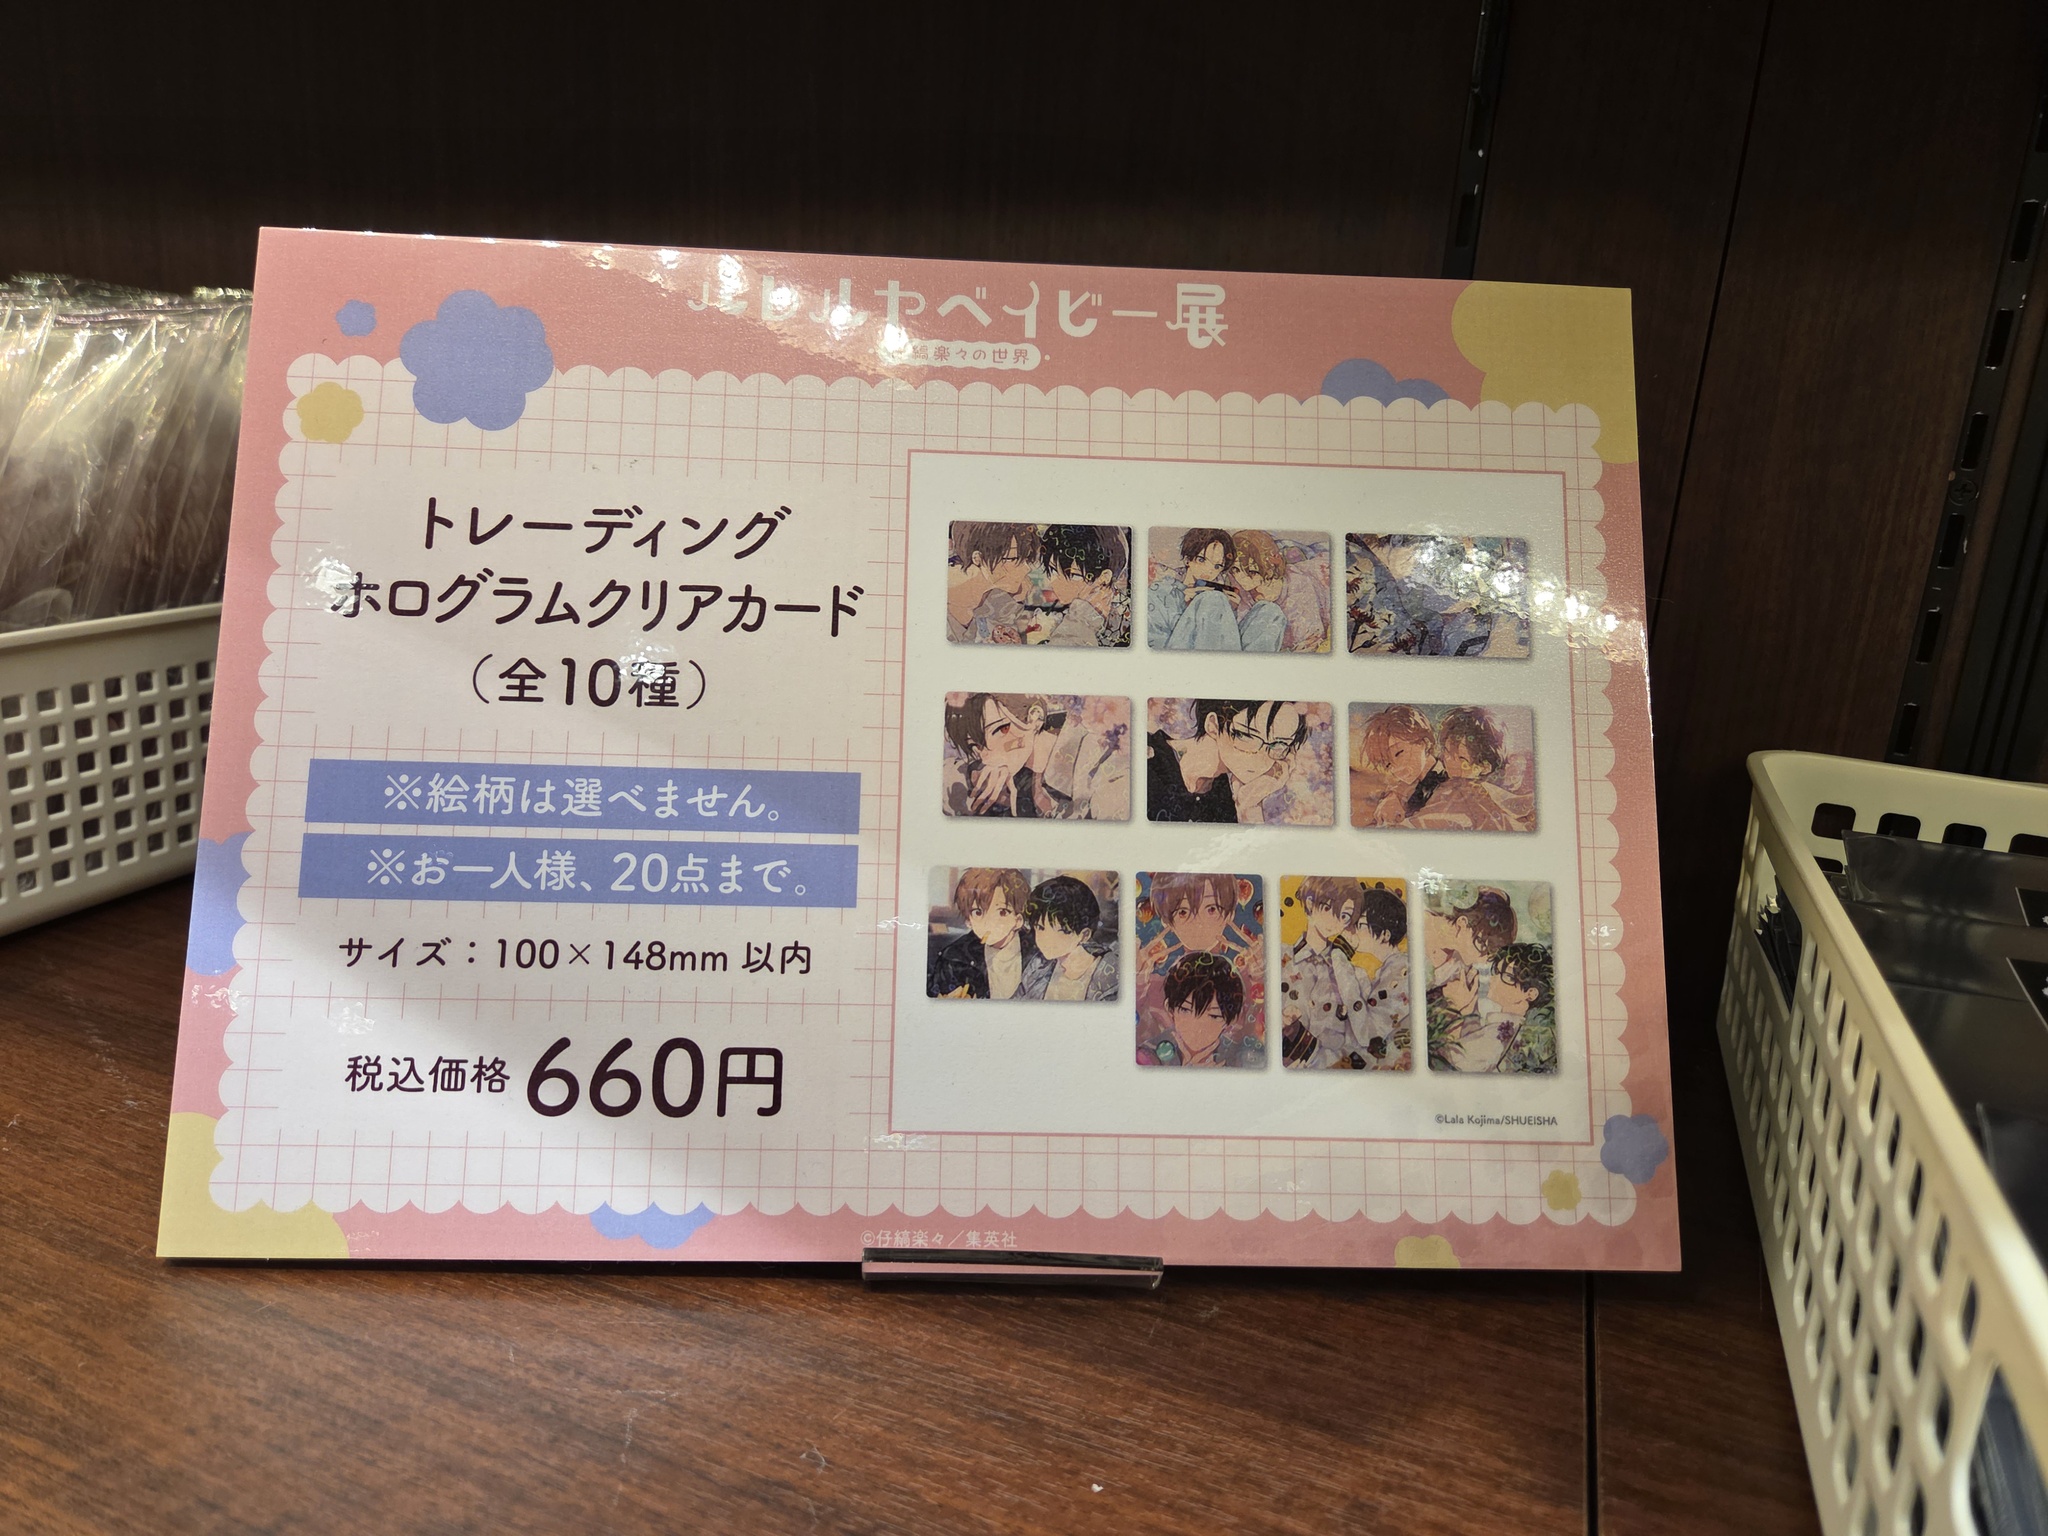 ルヒルヤベイビー展
縞楽々の世界
トレーディング
ホログラムクリアカード
（全10種）
※絵柄は選べません。
※お一人様、20点まで。
サイズ：100×148mm 以内
税込価格 660円
©Lala Kojima/SHUEISHA
©仔縞楽々／集英社